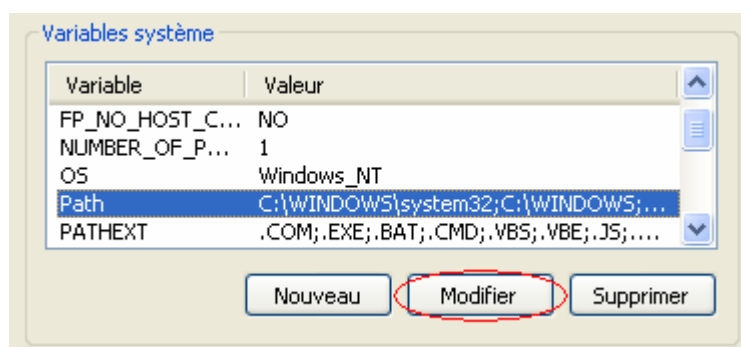 Variables système
Variable Valeur
FP_NO_HOST_C... NO
NUMBER_OF_P... 1
OS Windows_NT
Path C:\WINDOWS\system32;C:\WINDOWS;...
PATHEXT .COM;.EXE;.BAT;.CMD;.VBS;.VBE;.JS;....
Nouveau Modifier Supprimer